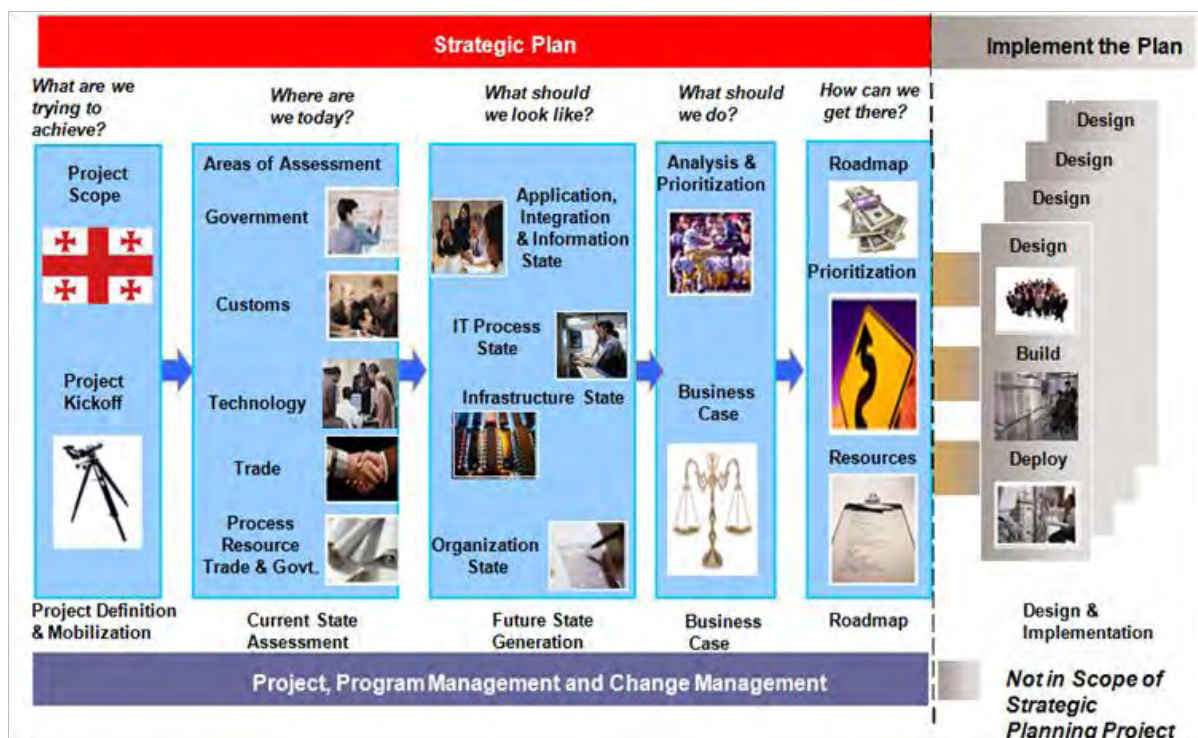 Strategic Plan
Implement the Plan
What are we
trying to
achieve?
Where are
we today?
What should
we look like?
What should
we do?
How can we
get there?
Project
Scope
Project
Kickoff
Project Definition
& Mobilization
Areas of Assessment
Government
Customs
Technology
Trade
Process
Resource
Trade & Govt.
Current State
Assessment
Application,
Integration
& Information
State
IT Process
State
Infrastructure State
Organization
State
Future State
Generation
Analysis &
Prioritization
Business
Case
Business
Case
Roadmap
Prioritization
Resources
Roadmap
Design
Design
Design
Design
Build
Deploy
Design &
Implementation
Project, Program Management and Change Management
Not in Scope of
Strategic
Planning Project